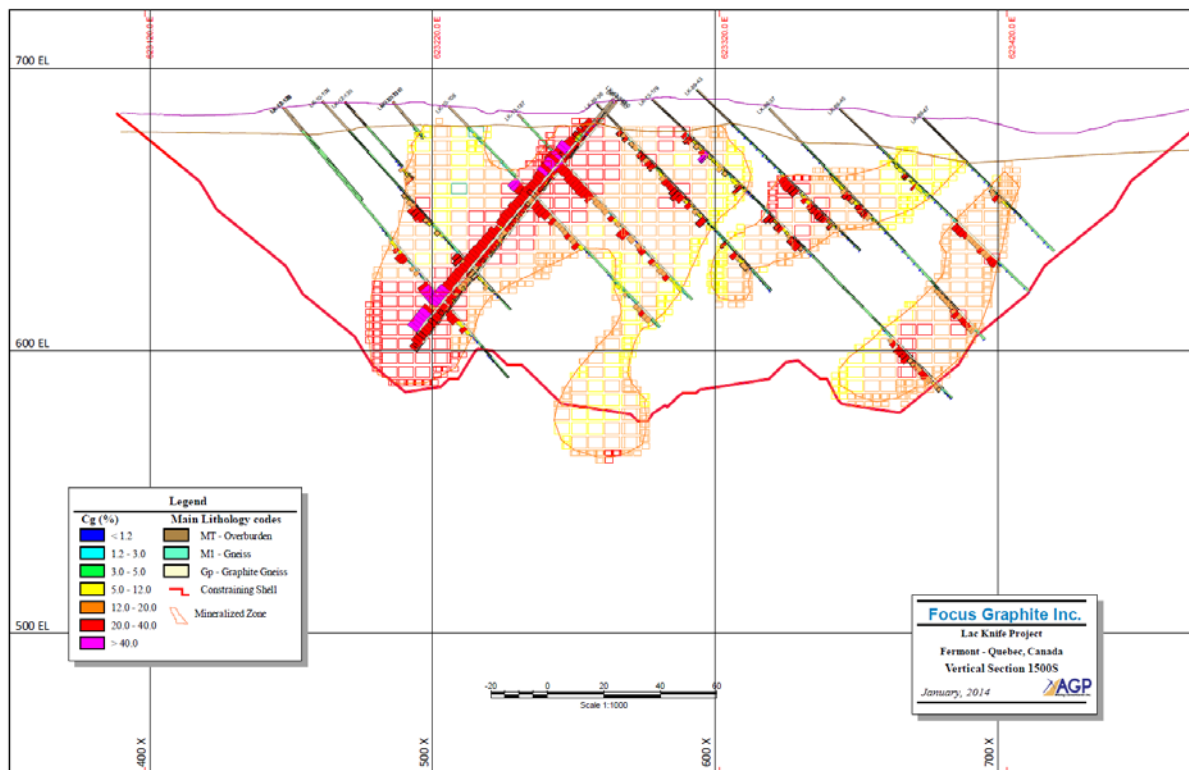 623120.0 E
623220.0 E
623320.0 E
623420.0 E
700 EL
600 EL
500 EL
Legend
Cg (%)
Main Lithology codes
< 1.2
MT - Overburden
1.2 - 3.0
M1 - Gneiss
3.0 - 5.0
Gp - Graphite Gneiss
5.0 - 12.0
Constraining Shell
12.0 - 20.0
Mineralized Zone
20.0 - 40.0
> 40.0
Focus Graphite Inc.
Lac Knife Project
Fermont - Quebec, Canada
Vertical Section 1500S
January, 2014
AGP
-20 0 20 40 60
Scale 1:1000
400 X
500 X
600 X
700 X